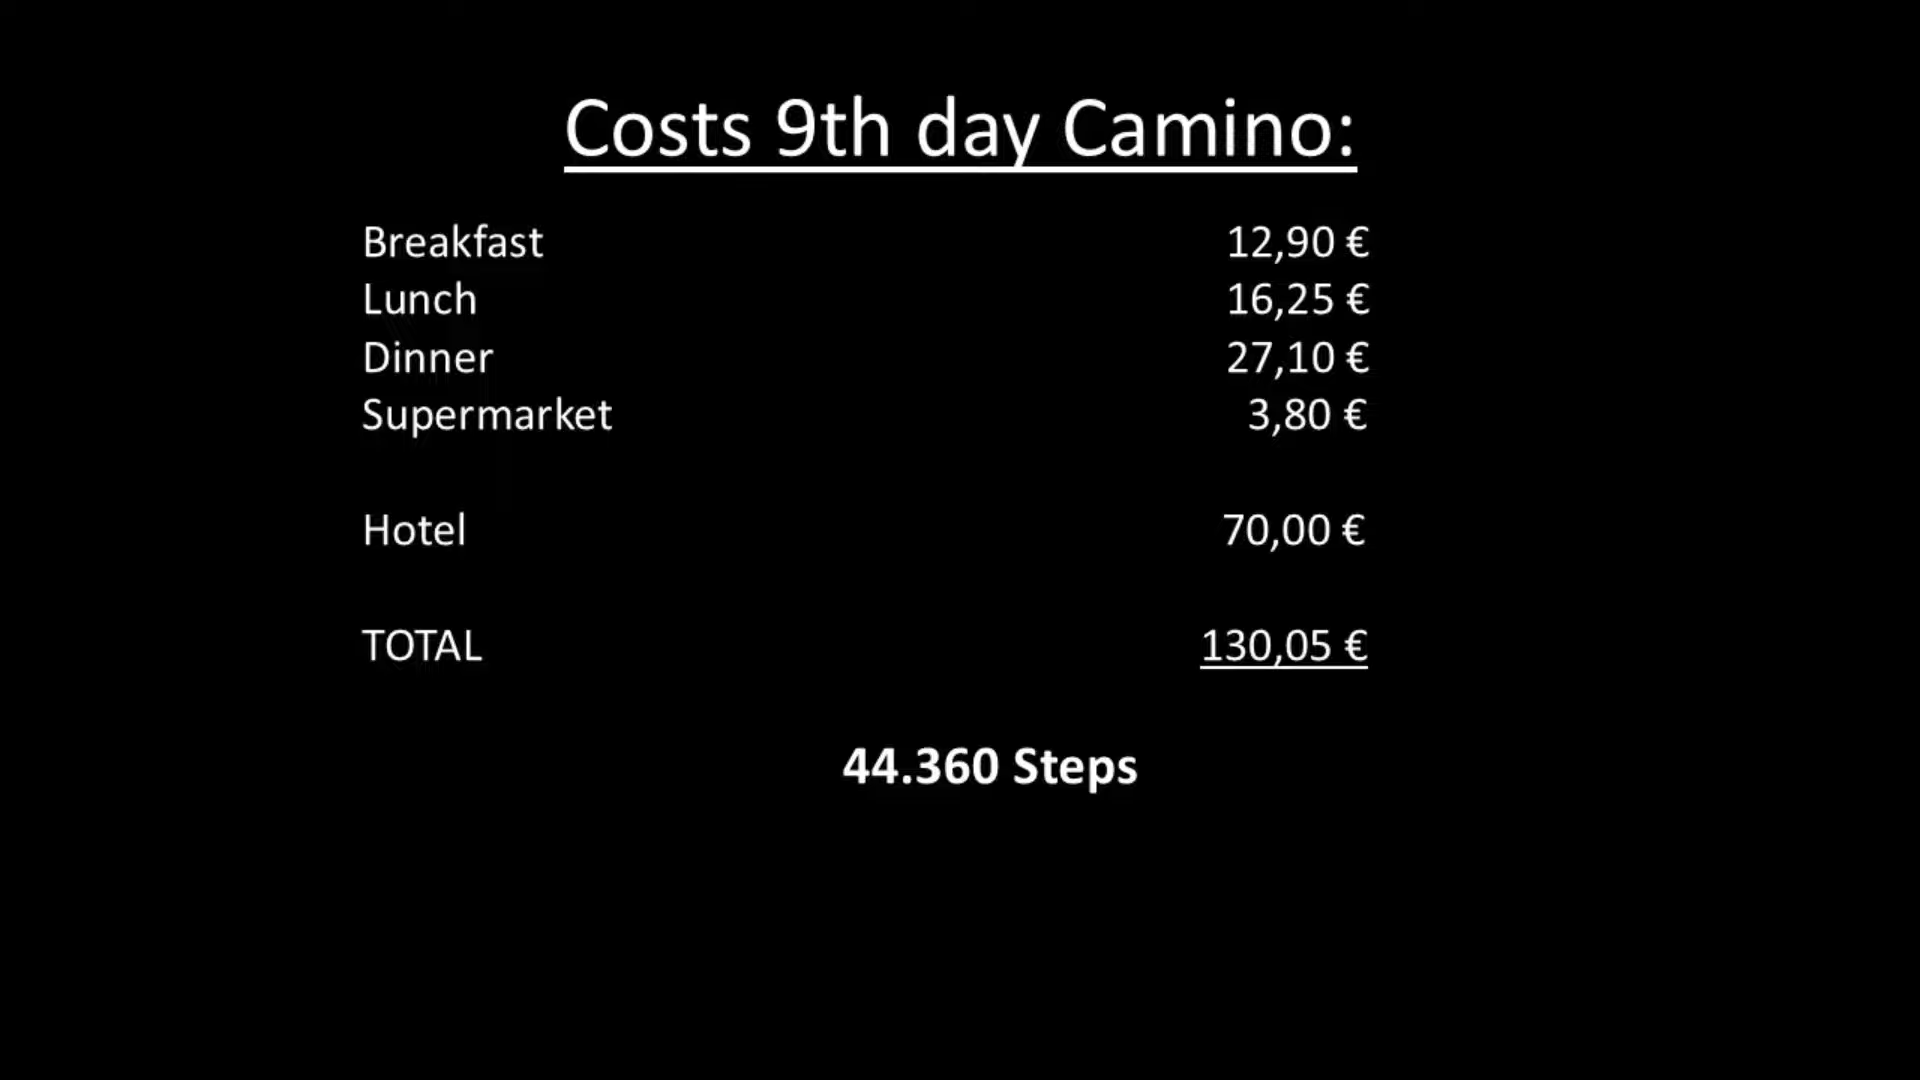 Costs 9th day Camino:
Breakfast 12,90 €
Lunch 16,25 €
Dinner 27,10 €
Supermarket 3,80 €
Hotel 70,00 €
TOTAL 130,05 €
44.360 Steps